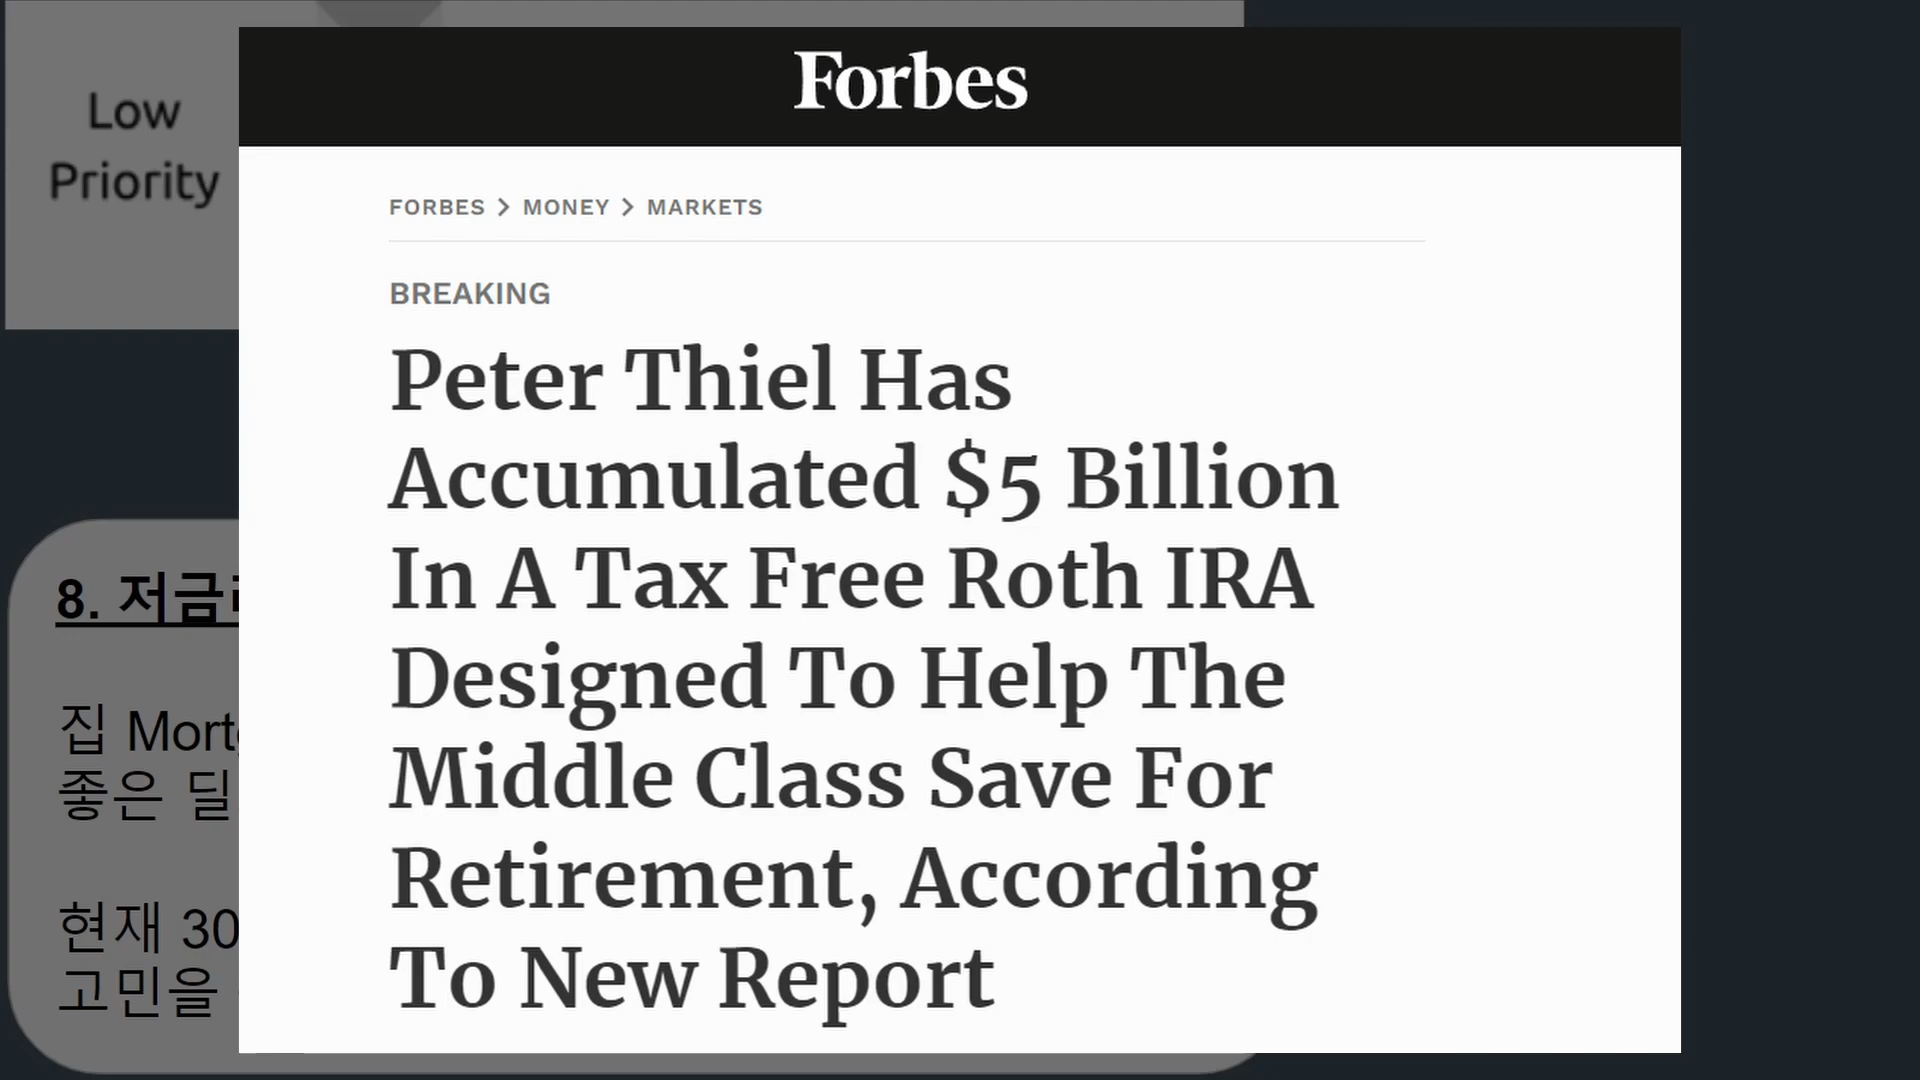 Low
Priority
Forbes
FORBES > MONEY > MARKETS
BREAKING
Peter Thiel Has
Accumulated $5 Billion
In A Tax Free Roth IRA
Designed To Help The
Middle Class Save For
Retirement, According
To New Report
8. 저금
집 Mort
좋은 딜
현재 30
고민을